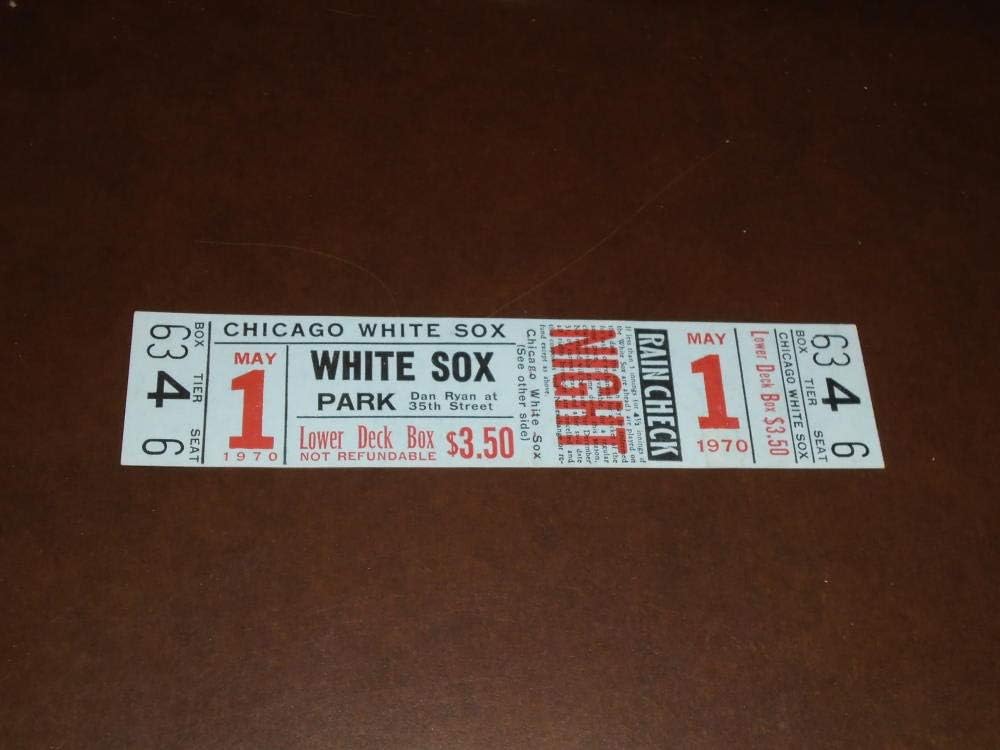 BOX TIER SEAT
63 4 6
CHICAGO WHITE SOX
MAY
1
1970
WHITE SOX
PARK Dan Ryan at
35th Street
Lower Deck Box $3.50
NOT REFUNDABLE
RAIN CHECK
NIGHT
Chicago White Sox
(See other side)
MAY
1
1970
Lower Deck Box $3.50
CHICAGO WHITE SOX
BOX TIER SEAT
63 4 6